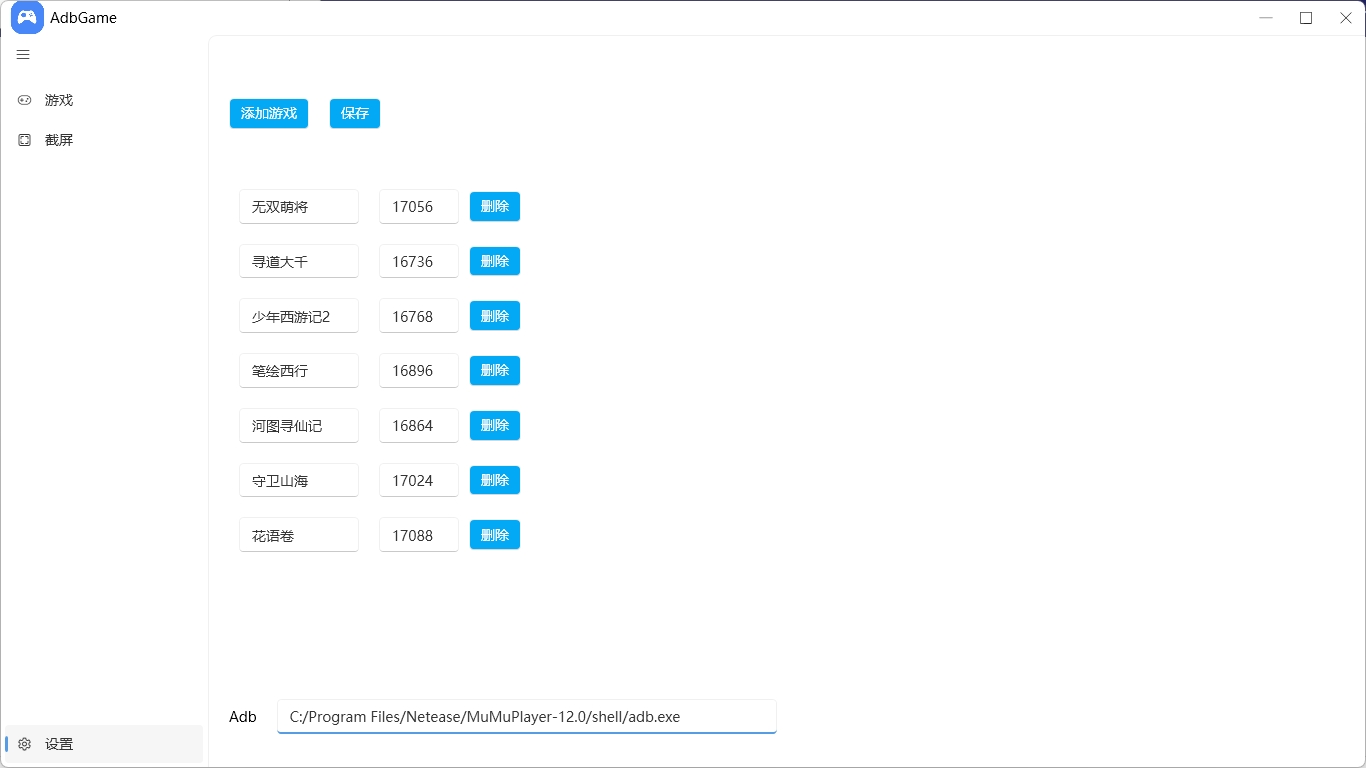 AdbGame
游戏
截屏
添加游戏 保存
无双萌将 17056 删除
寻道大千 16736 删除
少年西游记2 16768 删除
笔绘西行 16896 删除
河图寻仙记 16864 删除
守卫山海 17024 删除
花语卷 17088 删除
Adb C:/Program Files/Netease/MuMuPlayer-12.0/shell/adb.exe
设置